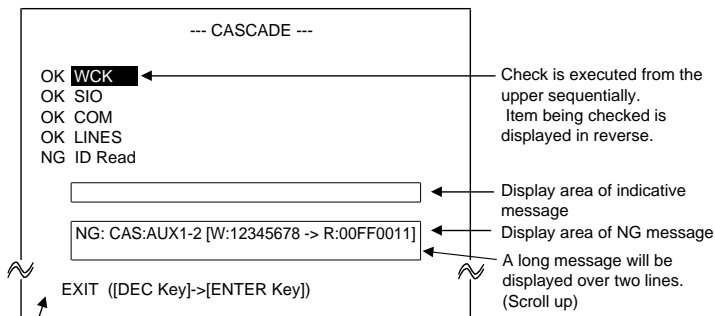 --- CASCADE ---
OK WCK
OK SIO
OK COM
OK LINES
NG ID Read
NG: CAS:AUX1-2 [W:12345678 -> R:00FF0011]
EXIT ([DEC Key]->[ENTER Key])
Check is executed from the
upper sequentially.
Item being checked is
displayed in reverse.
Display area of indicative
message
Display area of NG message
A long message will be
displayed over two lines.
(Scroll up)